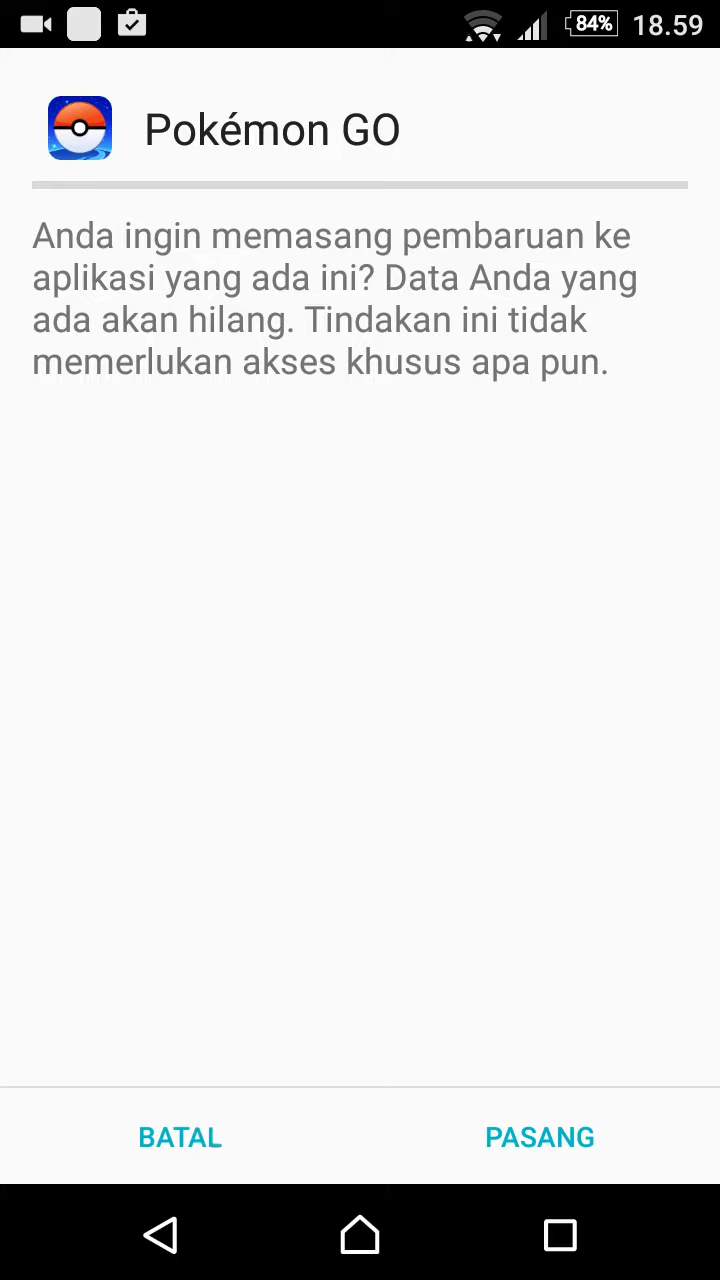 84%
18.59
Pokémon GO
Anda ingin memasang pembaruan ke
aplikasi yang ada ini? Data Anda yang
ada akan hilang. Tindakan ini tidak
memerlukan akses khusus apa pun.
BATAL
PASANG